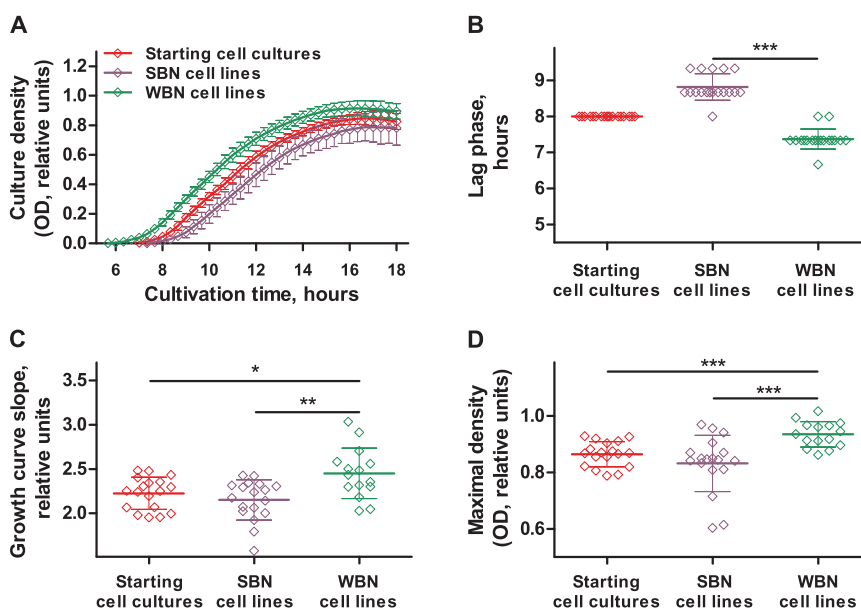 A
Starting cell cultures
SBN cell lines
WBN cell lines
Culture density
(OD, relative units)
1.2
1.0
0.8
0.6
0.4
0.2
0.0
6 8 10 12 14 16 18
Cultivation time, hours
B
***
Lag phase,
hours
9
8
7
6
5
Starting
cell cultures
SBN
cell lines
WBN
cell lines
C
*
**
Growth curve slope,
relative units
3.5
3.0
2.5
2.0
Starting
cell cultures
SBN
cell lines
WBN
cell lines
D
***
***
Maximal density
(OD, relative units)
1.0
0.8
0.6
Starting
cell cultures
SBN
cell lines
WBN
cell lines